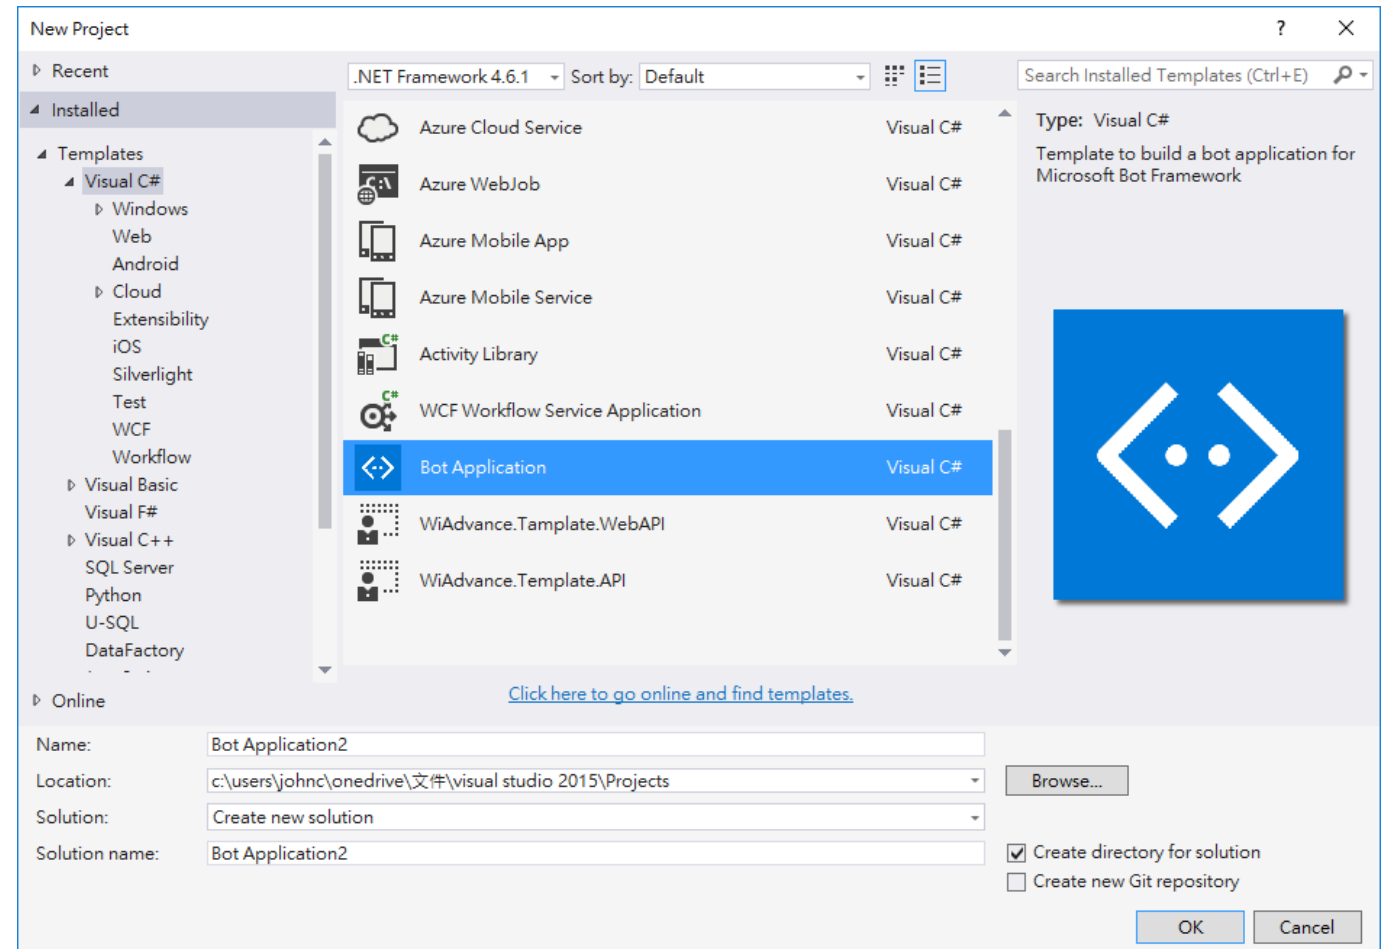 New Project
?
Recent
Installed
.NET Framework 4.6.1
Sort by: Default
Search Installed Templates (Ctrl+E)
Templates
Visual C#
Windows
Web
Android
Cloud
Extensibility
iOS
Silverlight
Test
WCF
Workflow
Visual Basic
Visual F#
Visual C++
SQL Server
Python
U-SQL
DataFactory
Online
Azure Cloud Service Visual C#
Azure WebJob Visual C#
Azure Mobile App Visual C#
Azure Mobile Service Visual C#
Activity Library Visual C#
WCF Workflow Service Application Visual C#
Bot Application Visual C#
WiAdvance.Tamplate.WebAPI Visual C#
WiAdvance.Template.API Visual C#
Click here to go online and find templates.
Type: Visual C#
Template to build a bot application for
Microsoft Bot Framework
Name: Bot Application2
Location: c:\users\johnc\onedrive\文件\visual studio 2015\Projects
Browse...
Solution: Create new solution
Solution name: Bot Application2
Create directory for solution
Create new Git repository
OK
Cancel